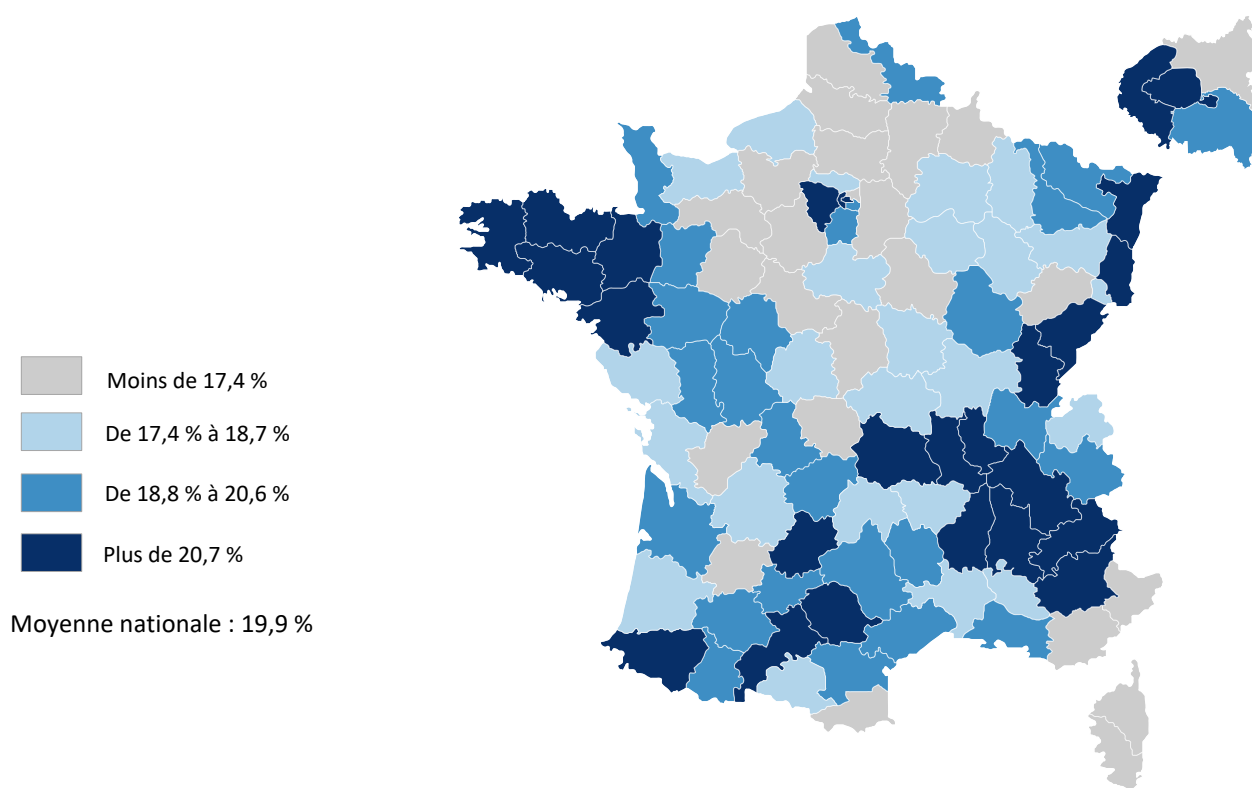 Moins de 17,4 %
De 17,4 % à 18,7 %
De 18,8 % à 20,6 %
Plus de 20,7 %
Moyenne nationale : 19,9 %